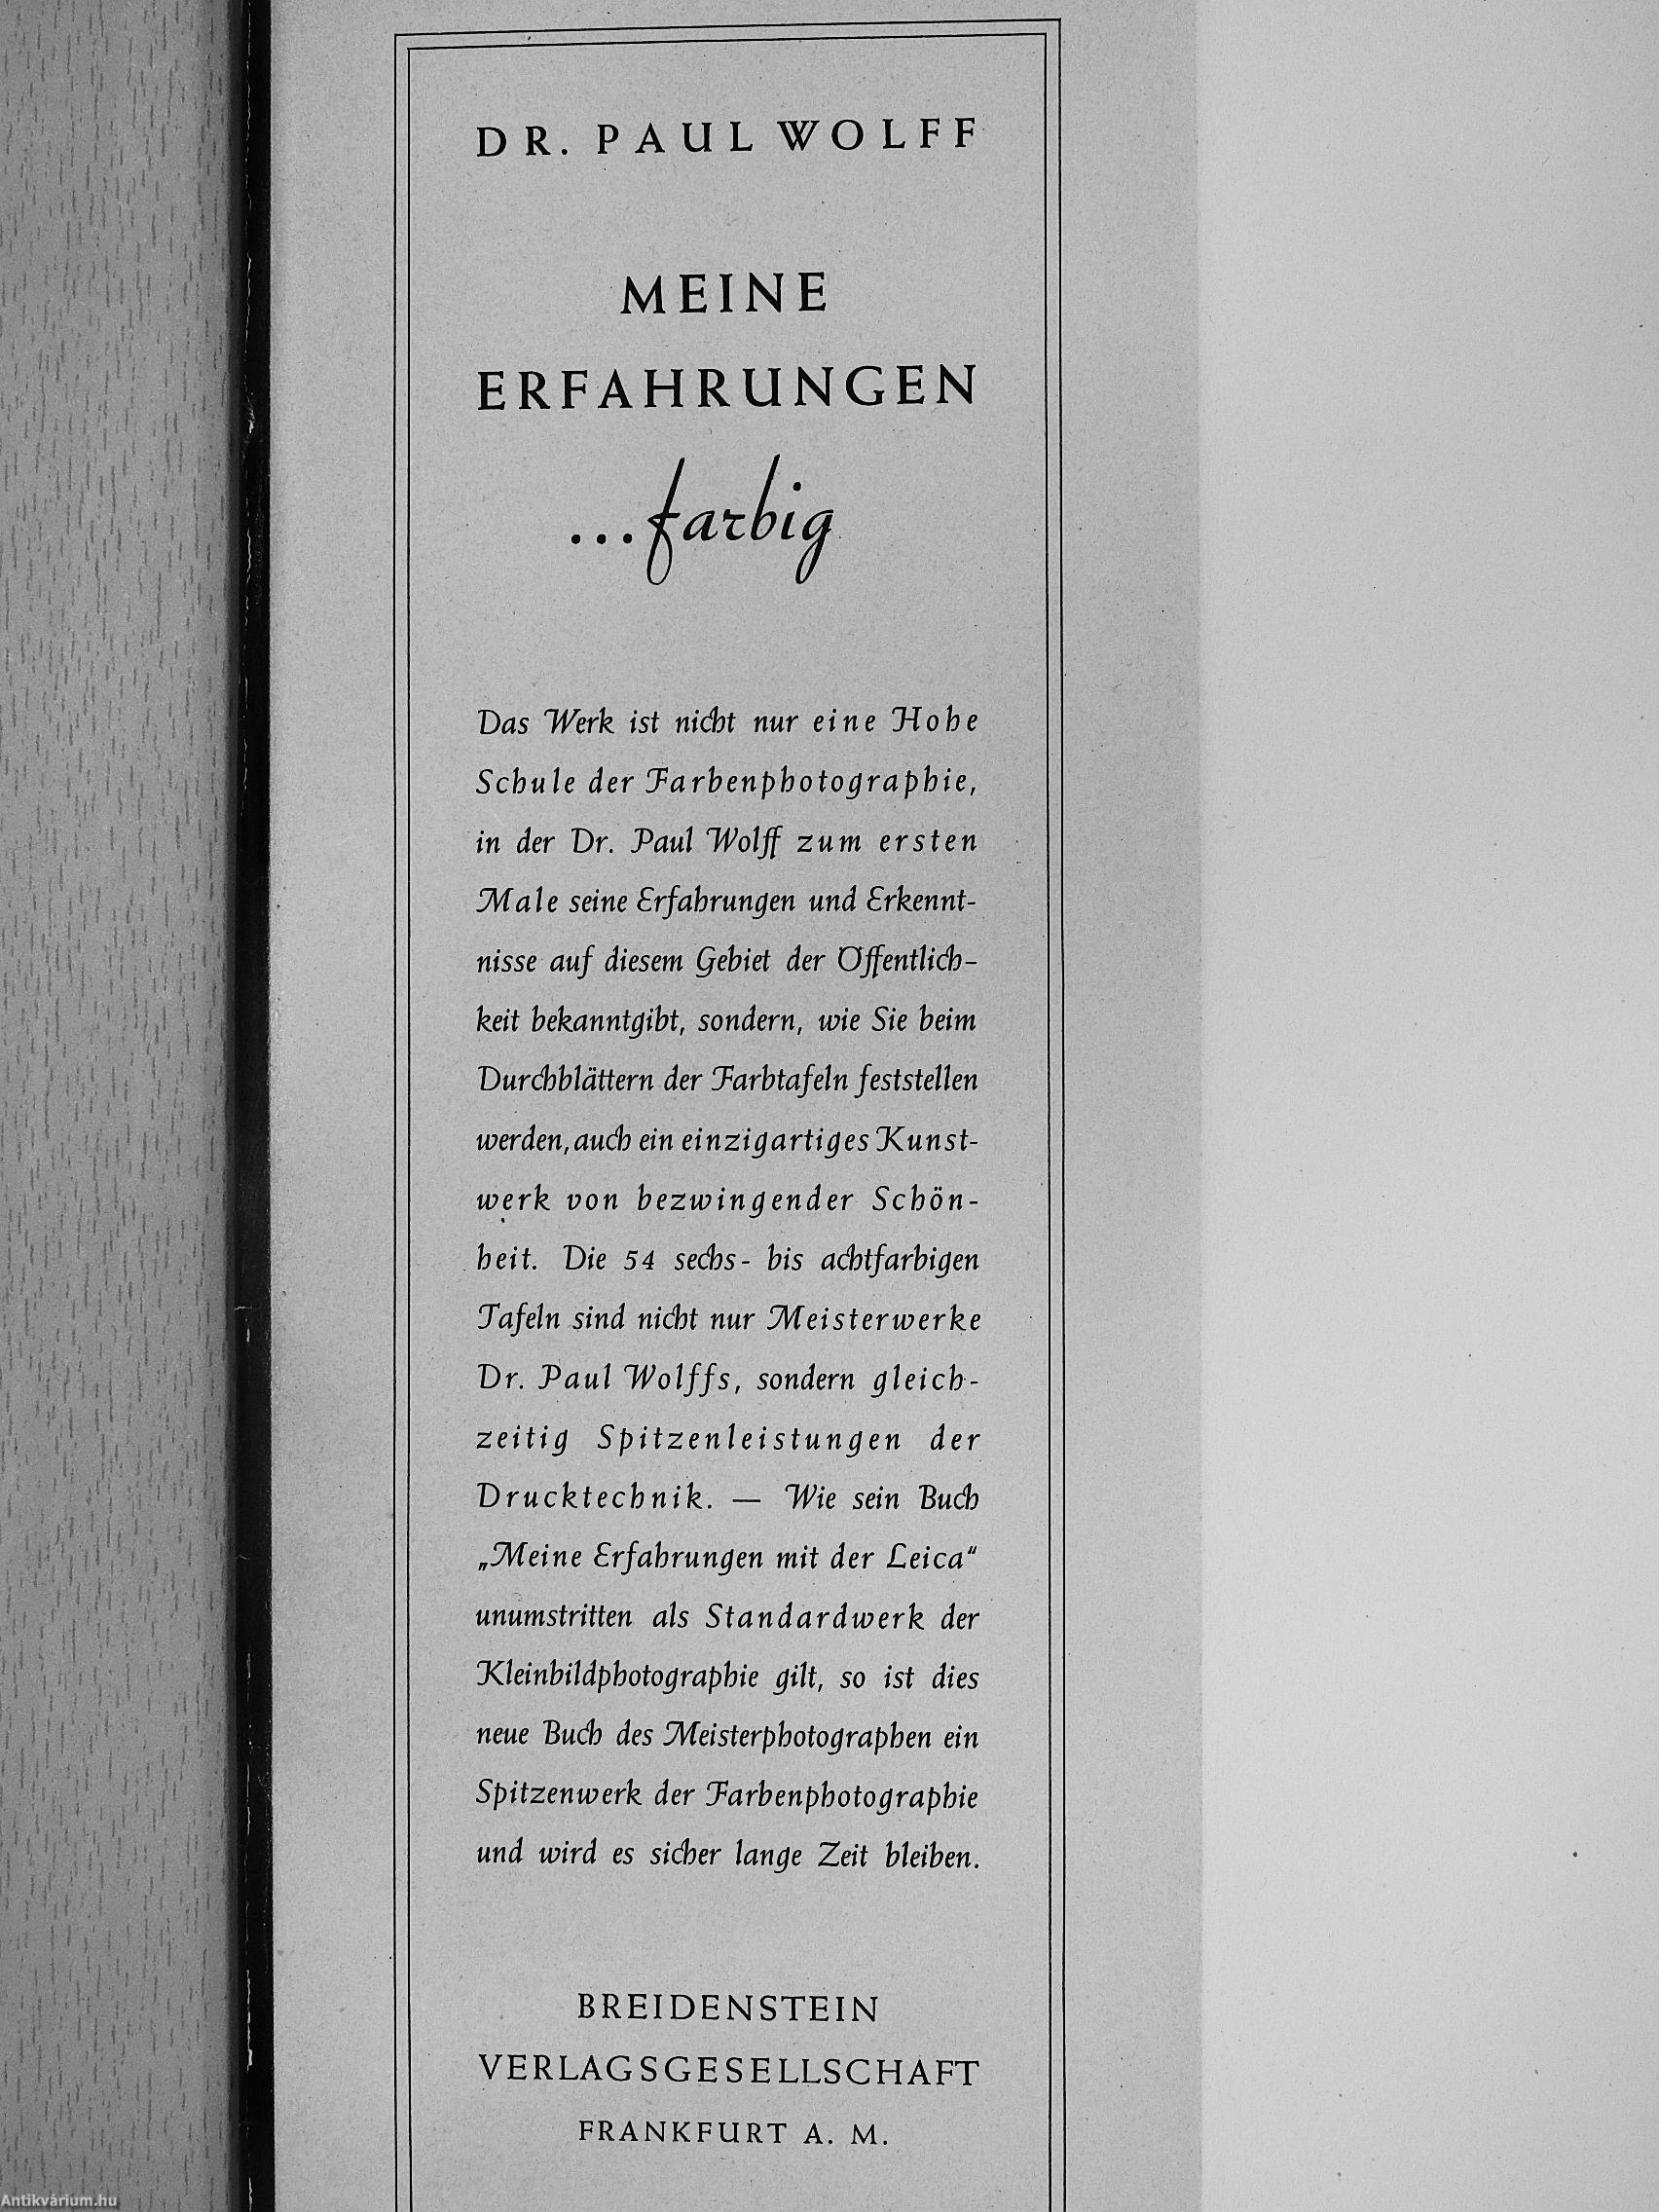 DR. PAUL WOLFF
MEINE
ERFAHRUNGEN
...farbig
Das Werk ist nicht nur eine Hohe
Schule der Farbenphotographie,
in der Dr. Paul Wolff zum ersten
Male seine Erfahrungen und Erkennt-
nisse auf diesem Gebiet der Öffentlich-
keit bekanntgibt, sondern, wie Sie beim
Durchblättern der Farbtafeln feststellen
werden, auch ein einzigartiges Kunst-
werk von bezwingender Schön-
heit. Die 54 sechs- bis achtfarbigen
Tafeln sind nicht nur Meisterwerke
Dr. Paul Wolffs, sondern gleich-
zeitig Spitzenleistungen der
Drucktechnik. — Wie sein Buch
„Meine Erfahrungen mit der Leica“
unumstritten als Standardwerk der
Kleinbildphotographie gilt, so ist dies
neue Buch des Meisterphotographen ein
Spitzenwerk der Farbenphotographie
und wird es sicher lange Zeit bleiben.
BREIDENSTEIN
VERLAGSGESELLSCHAFT
FRANKFURT A. M.
Antikvárium.hu